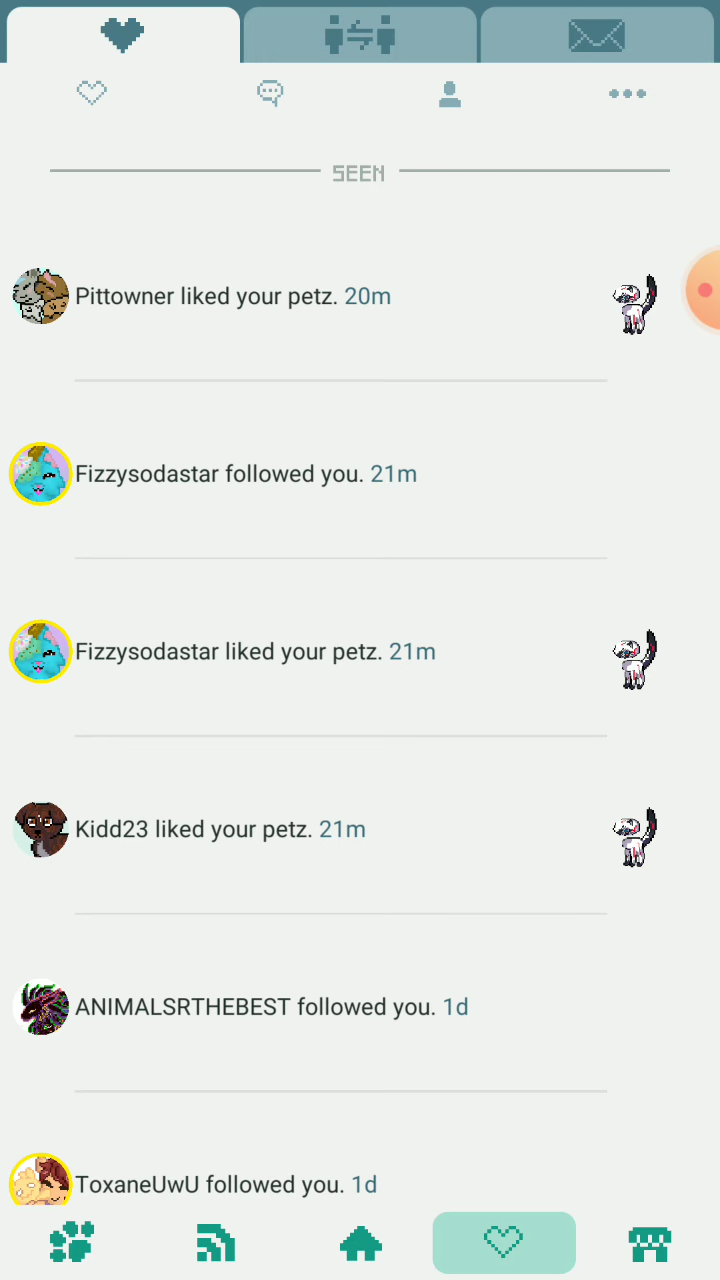 SEEN
Pittowner liked your petz. 20m
Fizzysodastar followed you. 21m
Fizzysodastar liked your petz. 21m
Kidd23 liked your petz. 21m
ANIMALSRTHEBEST followed you. 1d
ToxaneUwU followed you. 1d